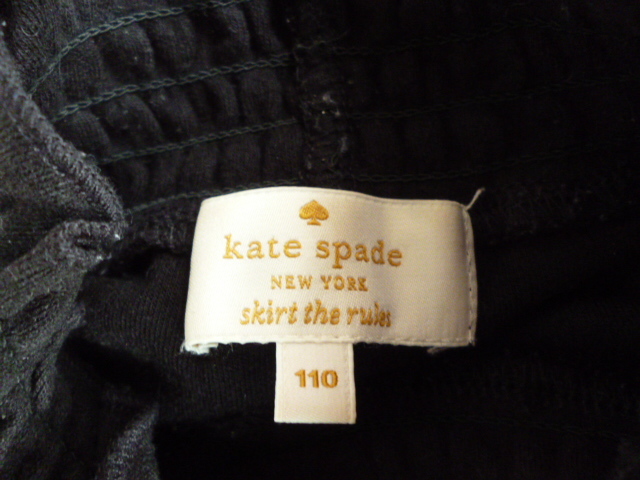 kate spade
NEW YORK
skirt the rules
110